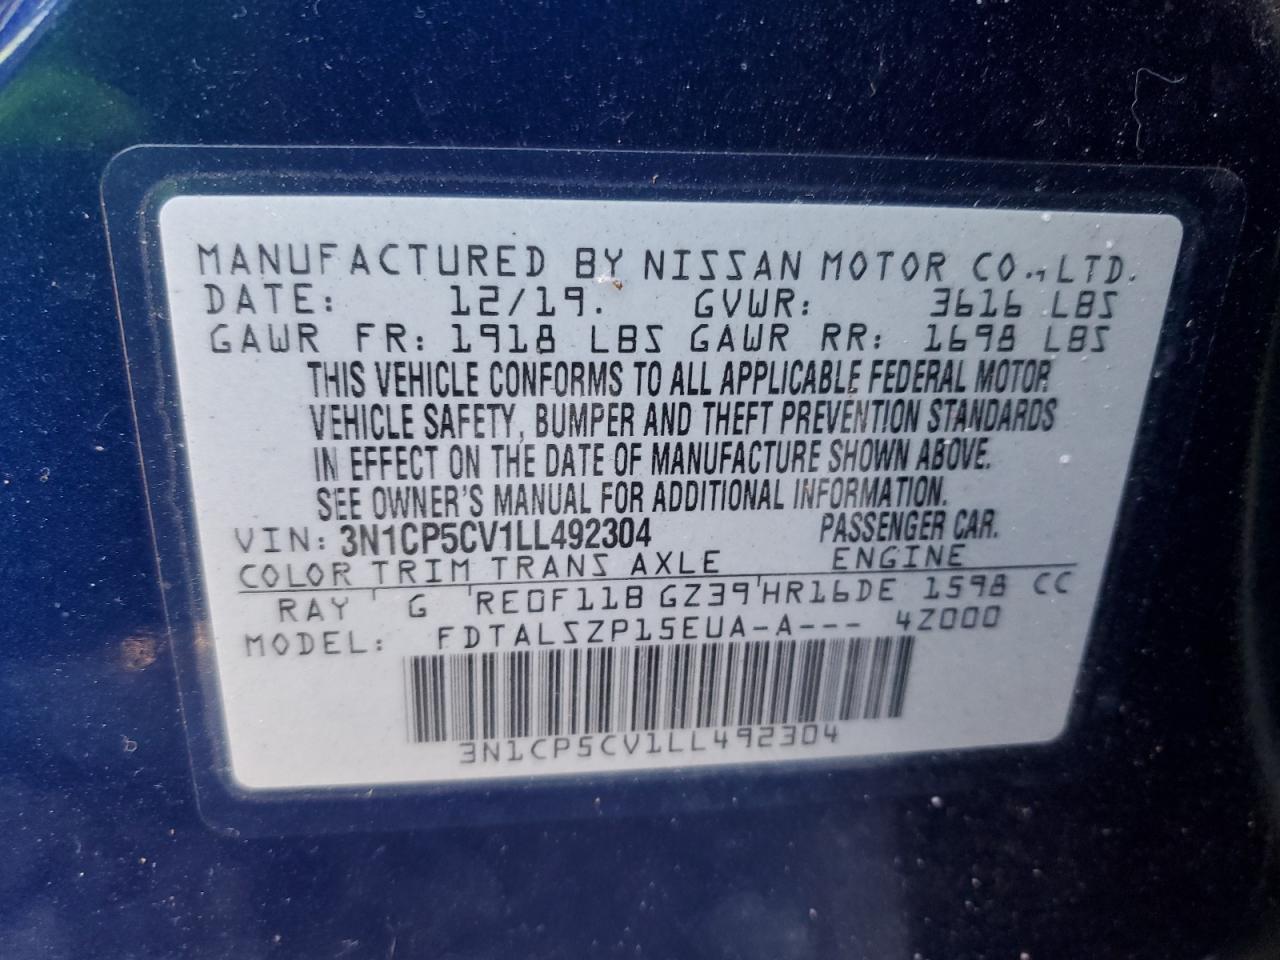 MANUFACTURED BY NISSAN MOTOR CO., LTD.
DATE: 12/19. GVWR: 3616 LBS
GAWR FR: 1918 LBS GAWR RR: 1698 LBS
THIS VEHICLE CONFORMS TO ALL APPLICABLE FEDERAL MOTOR
VEHICLE SAFETY, BUMPER AND THEFT PREVENTION STANDARDS
IN EFFECT ON THE DATE OF MANUFACTURE SHOWN ABOVE.
SEE OWNER'S MANUAL FOR ADDITIONAL INFORMATION.
VIN: 3N1CP5CV1LL492304 PASSENGER CAR.
COLOR TRIM TRANS AXLE ENGINE
RAY ' G 'RE0F11B GZ39'HR16DE 1598 CC
MODEL: FDTALSZP15EUA-A--- 4Z000
3N1CP5CV1LL492304